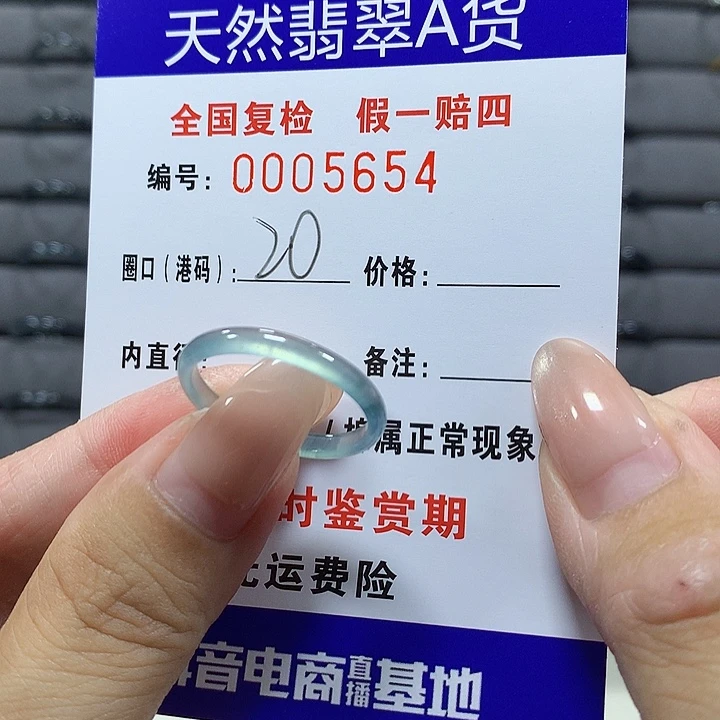 天然翡翠A货
全国复检 假一赔四
编号: 0005654
圈口(港码): 20 价格:
内直径: 备注:
属正常现象
时鉴赏期
运费险
音电商直播基地